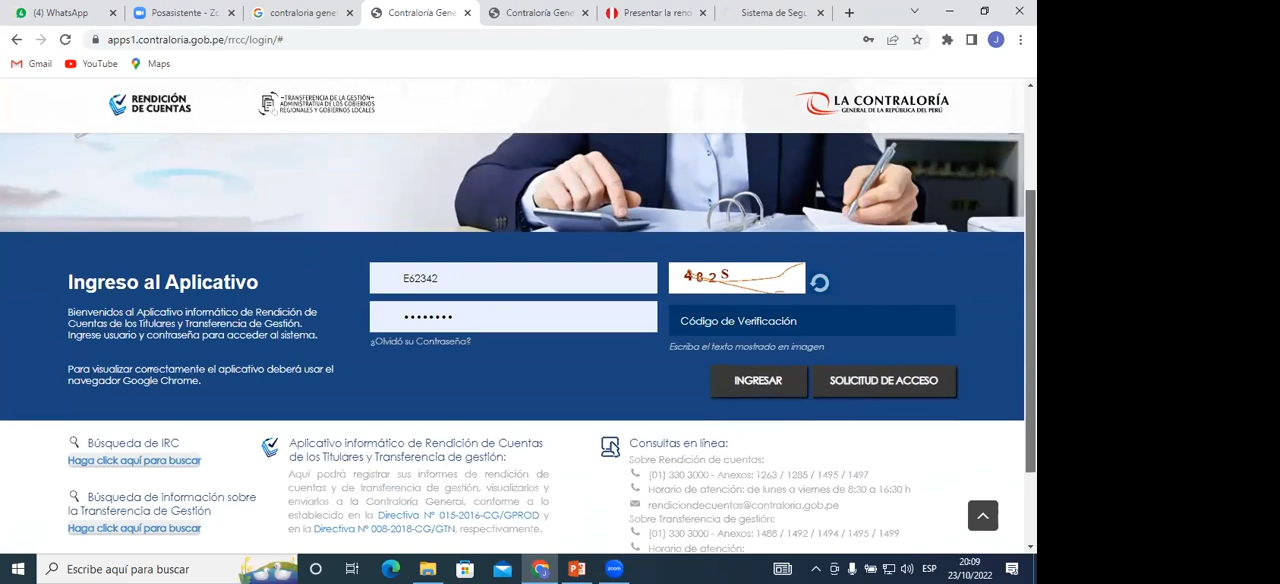 (4) WhatsApp
Posasistente - Zo
contraloria gene
Contraloría Gene
Contraloría Gene
Presentar la rend
Sistema de Segu
apps1.contraloria.gob.pe/rrcc/login/#
J
Gmail
YouTube
Maps
RENDICIÓN
DE CUENTAS
TRANSFERENCIA DE LA GESTIÓN
ADMINISTRATIVA DE LOS GOBIERNOS
REGIONALES Y GOBIERNOS LOCALES
LA CONTRALORÍA
GENERAL DE LA REPÚBLICA DEL PERÚ
Ingreso al Aplicativo
Bienvenidos al Aplicativo informático de Rendición de
Cuentas de los Titulares y Transferencia de Gestión.
Ingrese usuario y contraseña para acceder al sistema.
Para visualizar correctamente el aplicativo deberá usar el
navegador Google Chrome.
E62342
••••••••
¿Olvidó su Contraseña?
482S
Código de Verificación
Escriba el texto mostrado en imagen
INGRESAR
SOLICITUD DE ACCESO
Búsqueda de IRC
Haga click aquí para buscar
Búsqueda de información sobre
la Transferencia de Gestión
Haga click aquí para buscar
Aplicativo informático de Rendición de Cuentas
de los Titulares y Transferencia de gestión:
Aquí podrá registrar sus informes de rendición de
cuentas y de transferencia de gestión, visualizarlos y
enviarlos a la Contraloría General, conforme a lo
establecido en la Directiva N° 015-2016-CG/GPROD y
en la Directiva N° 008-2018-CG/GTN, respectivamente.
Consultas en línea:
Sobre Rendición de cuentas:
(01) 330 3000 - Anexos: 1263 / 1285 / 1495 / 1497
Horario de atención: de lunes a viernes de 8:30 a 16:30 h
rendiciondecuentas@contraloria.gob.pe
Sobre Transferencia de gestión:
(01) 330 3000 - Anexos: 1488 / 1492 / 1494 / 1495 / 1499
Horario de atención:
Escribe aquí para buscar
zoom
ESP
20:09
23/10/2022